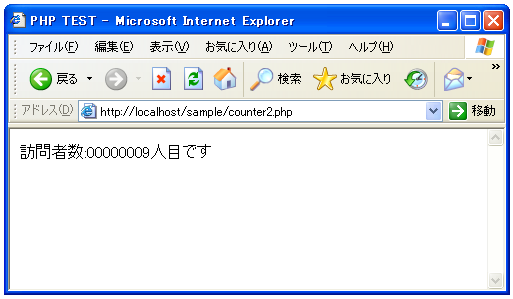 PHP TEST - Microsoft Internet Explorer
ファイル(F) 編集(E) 表示(V) お気に入り(A) ツール(T) ヘルプ(H)
戻る 検索 お気に入り »
アドレス(D) http://localhost/sample/counter2.php 移動
訪問者数:00000009人目です